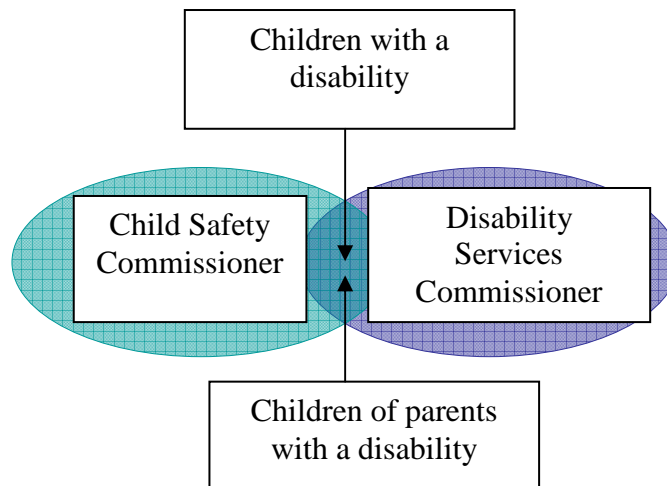 Children with a
disability
Child Safety
Commissioner
Disability
Services
Commissioner
Children of parents
with a disability